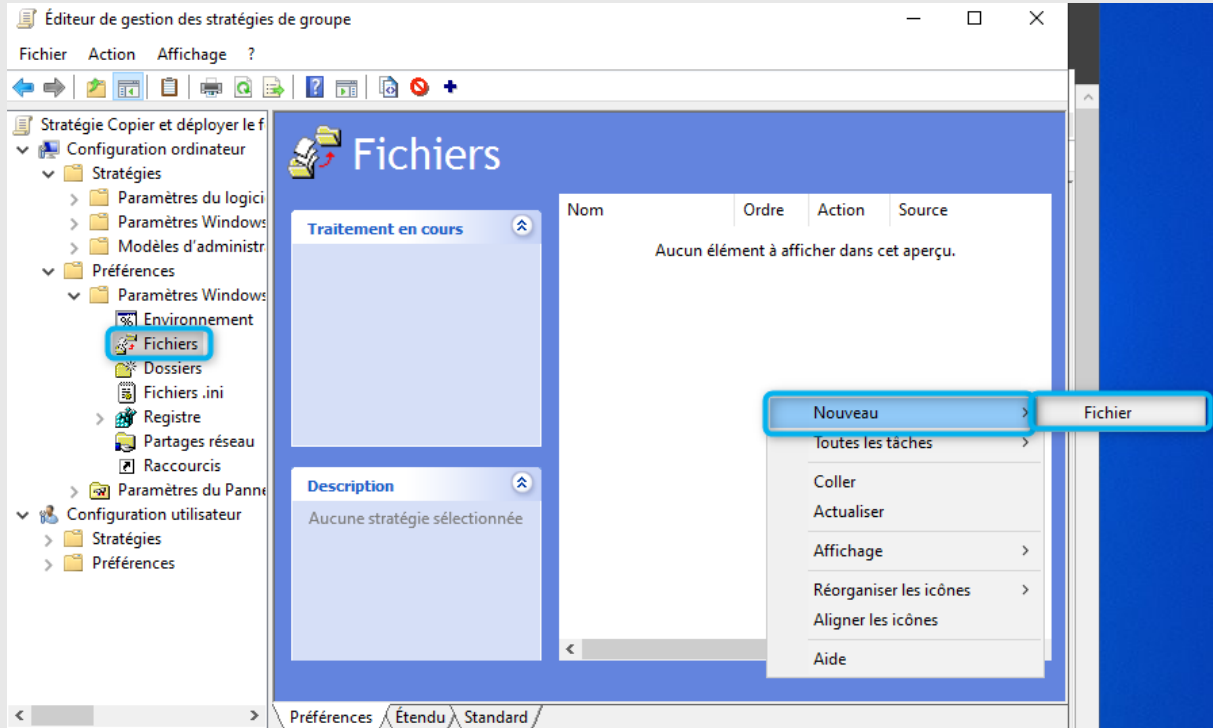 Éditeur de gestion des stratégies de groupe
Fichier Action Affichage ?
Stratégie Copier et déployer le f
Configuration ordinateur
Stratégies
Paramètres du logici
Paramètres Windows
Modèles d'administr
Préférences
Paramètres Windows
Environnement
Fichiers
Dossiers
Fichiers .ini
Registre
Partages réseau
Raccourcis
Paramètres du Panne
Configuration utilisateur
Stratégies
Préférences
Fichiers
Traitement en cours
Description
Aucune stratégie sélectionnée
Nom Ordre Action Source
Aucun élément à afficher dans cet aperçu.
Nouveau
Fichier
Toutes les tâches
Coller
Actualiser
Affichage
Réorganiser les icônes
Aligner les icônes
Aide
Préférences Étendu Standard